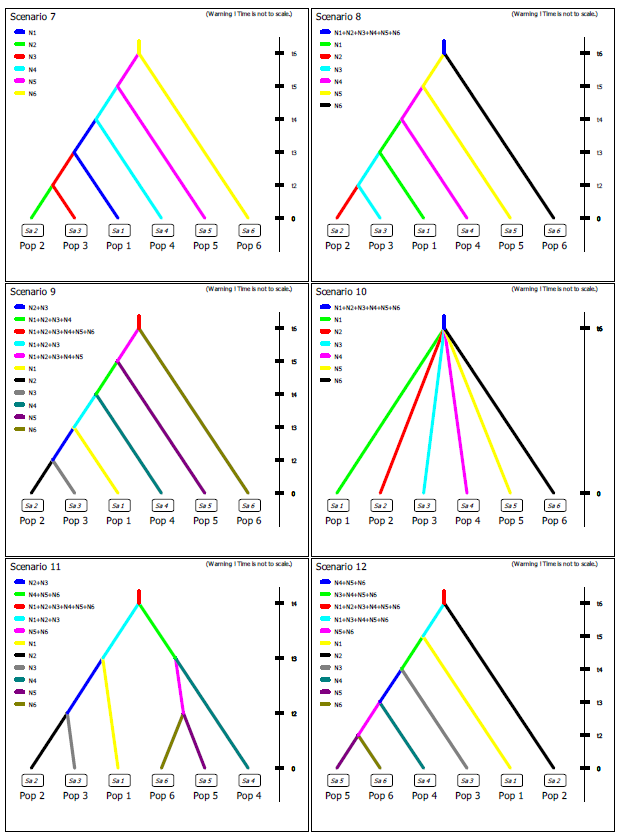 Scenario 7
(Warning ! Time is not to scale.)
N1
N2
N3
N4
N5
N6
t6
t5
t4
t3
t2
0
Sa 2 Sa 3 Sa 1 Sa 4 Sa 5 Sa 6
Pop 2 Pop 3 Pop 1 Pop 4 Pop 5 Pop 6
Scenario 8
(Warning ! Time is not to scale.)
N1+N2+N3+N4+N5+N6
N1
N2
N3
N4
N5
N6
t6
t5
t4
t3
t2
0
Sa 2 Sa 3 Sa 1 Sa 4 Sa 5 Sa 6
Pop 2 Pop 3 Pop 1 Pop 4 Pop 5 Pop 6
Scenario 9
(Warning ! Time is not to scale.)
N2+N3
N1+N2+N3+N4
N1+N2+N3+N4+N5+N6
N1+N2+N3
N1+N2+N3+N4+N5
N1
N2
N3
N4
N5
N6
t6
t5
t4
t3
t2
0
Sa 2 Sa 3 Sa 1 Sa 4 Sa 5 Sa 6
Pop 2 Pop 3 Pop 1 Pop 4 Pop 5 Pop 6
Scenario 10
(Warning ! Time is not to scale.)
N1+N2+N3+N4+N5+N6
N1
N2
N3
N4
N5
N6
t6
0
Sa 1 Sa 2 Sa 3 Sa 4 Sa 5 Sa 6
Pop 1 Pop 2 Pop 3 Pop 4 Pop 5 Pop 6
Scenario 11
(Warning ! Time is not to scale.)
N2+N3
N4+N5+N6
N1+N2+N3+N4+N5+N6
N1+N2+N3
N5+N6
N1
N2
N3
N4
N5
N6
t4
t3
t2
0
Sa 2 Sa 3 Sa 1 Sa 6 Sa 5 Sa 4
Pop 2 Pop 3 Pop 1 Pop 6 Pop 5 Pop 4
Scenario 12
(Warning ! Time is not to scale.)
N4+N5+N6
N3+N4+N5+N6
N1+N2+N3+N4+N5+N6
N1+N3+N4+N5+N6
N5+N6
N1
N2
N3
N4
N5
N6
t6
t5
t4
t3
t2
0
Sa 5 Sa 6 Sa 4 Sa 3 Sa 1 Sa 2
Pop 5 Pop 6 Pop 4 Pop 3 Pop 1 Pop 2